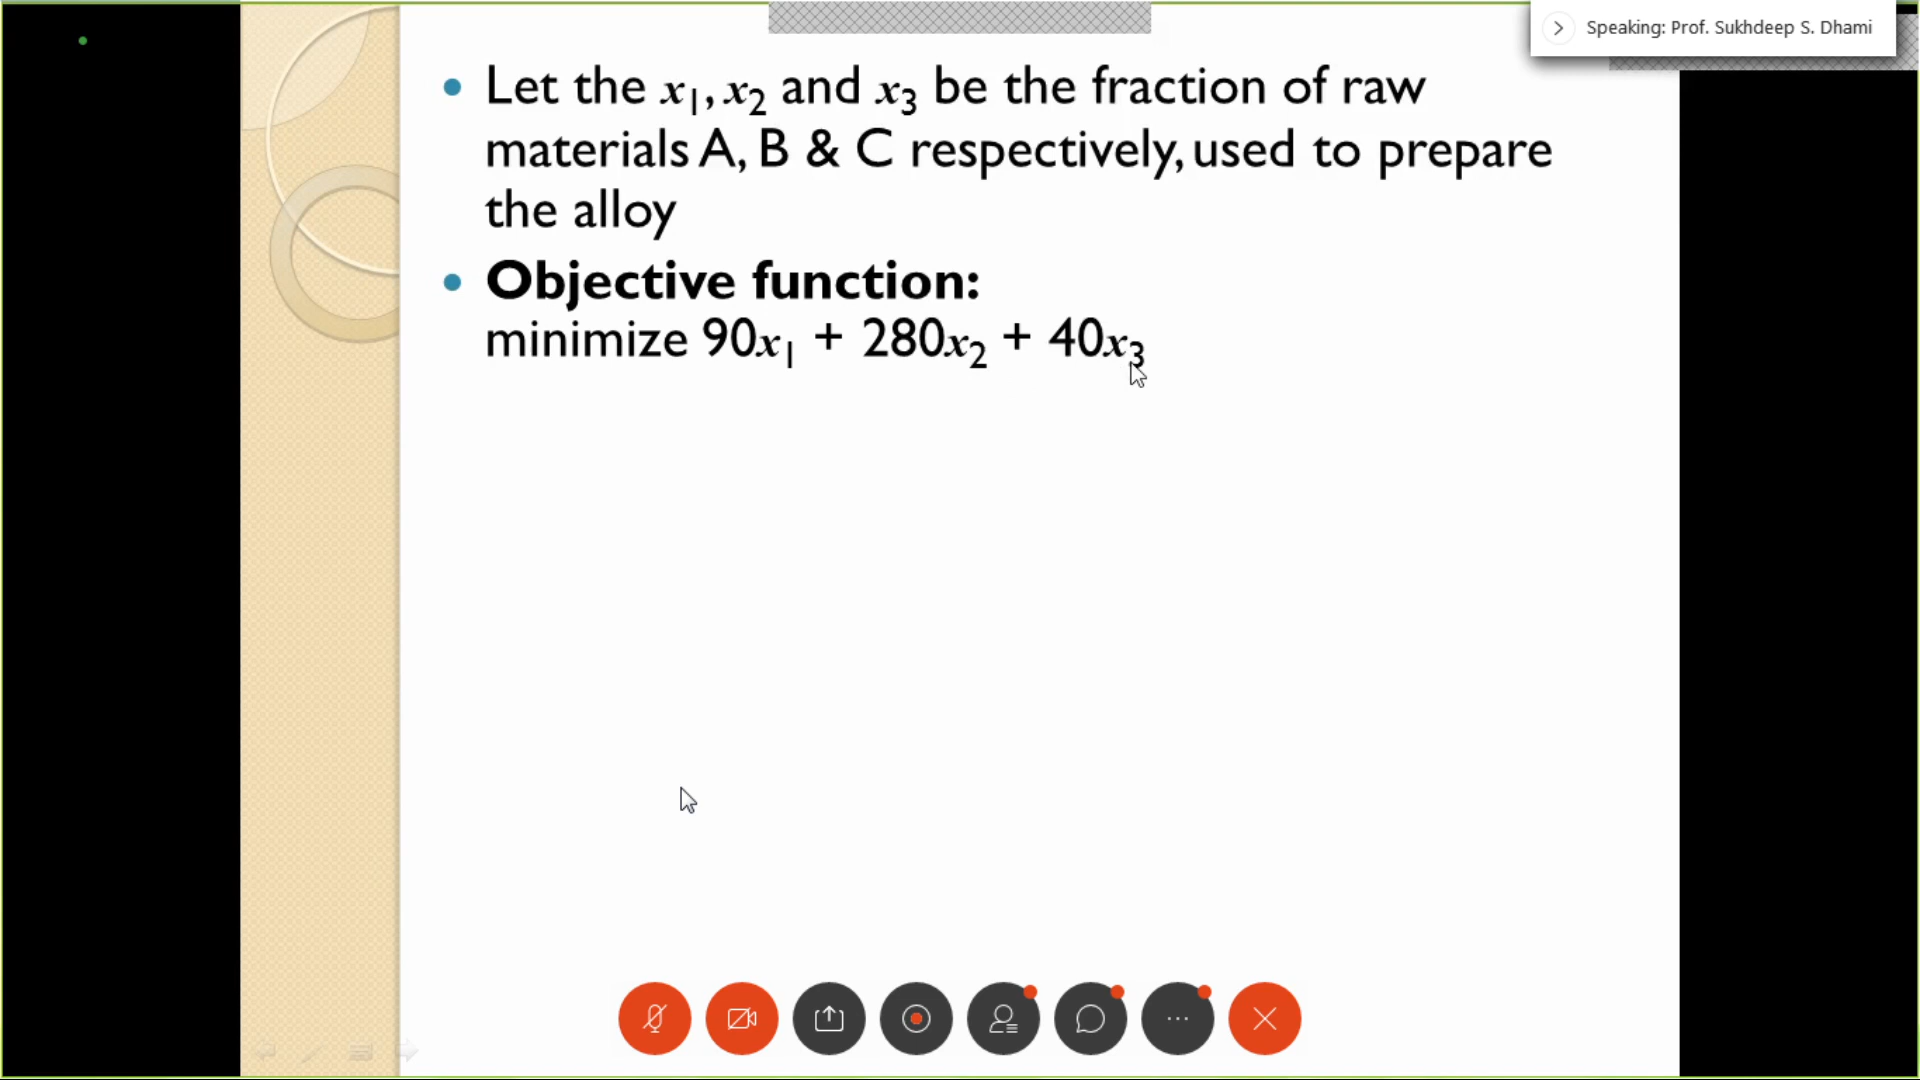 Speaking: Prof. Sukhdeep S. Dhami
• Let the x₁, x₂ and x₃ be the fraction of raw
materials A, B & C respectively, used to prepare
the alloy
• Objective function:
minimize 90x₁ + 280x₂ + 40x₃